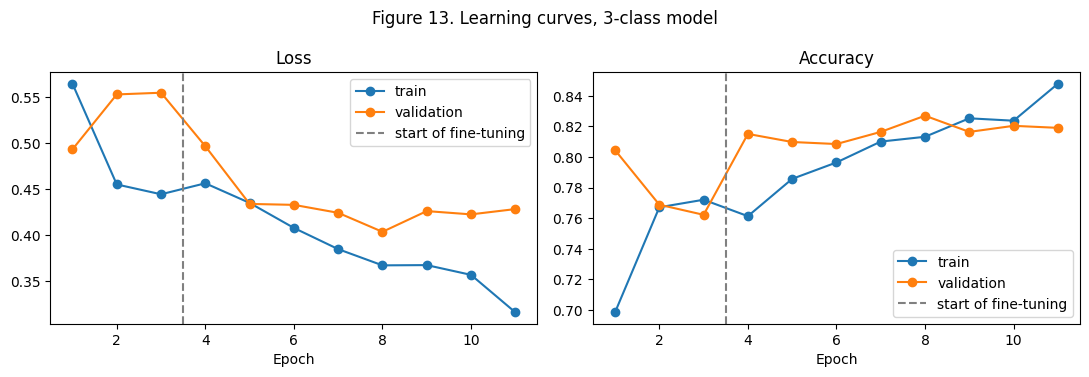 Figure 13. Learning curves, 3-class model
Loss
0.55
0.50
0.45
0.40
0.35
train
validation
start of fine-tuning
2 4 6 8 10
Epoch
Accuracy
0.84
0.82
0.80
0.78
0.76
0.74
0.72
0.70
train
validation
start of fine-tuning
2 4 6 8 10
Epoch